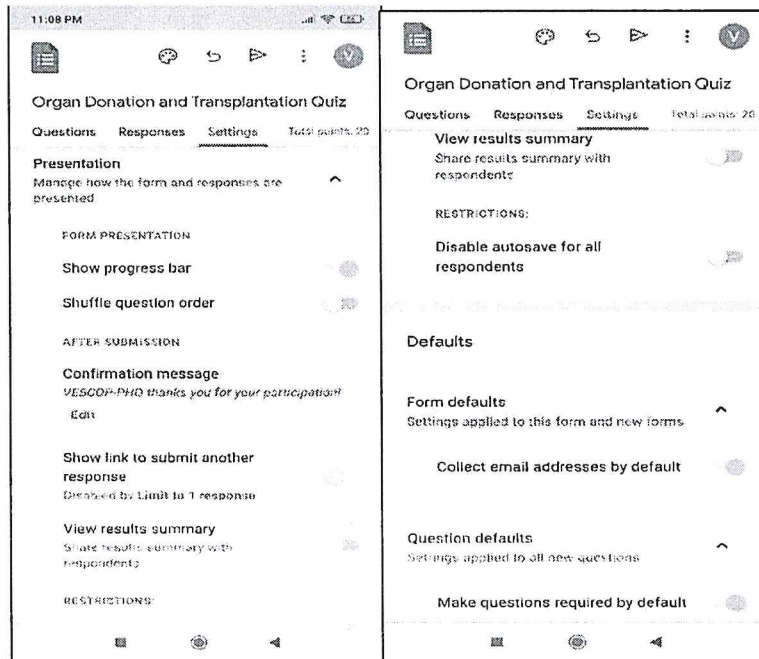 11:08 PM
V
Organ Donation and Transplantation Quiz
Questions Responses Settings Total points: 20
Presentation
Manage how the form and responses are
presented
FORM PRESENTATION
Show progress bar
Shuffle question order
AFTER SUBMISSION
Confirmation message
VESCOP-PHO thanks you for your participation!
Edit
Show link to submit another
response
Disabled by Limit to 1 response
View results summary
Share results summary with
respondents
RESTRICTIONS:
V
Organ Donation and Transplantation Quiz
Questions Responses Settings Total points: 20
View results summary
Share results summary with
respondents
RESTRICTIONS:
Disable autosave for all
respondents
Defaults
Form defaults
Settings applied to this form and new forms
Collect email addresses by default
Question defaults
Settings applied to all new questions
Make questions required by default